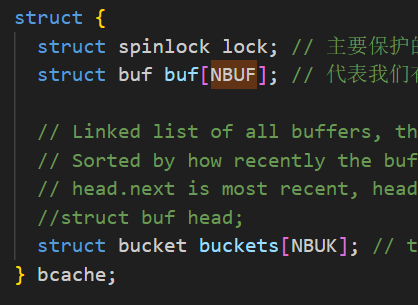 struct {
struct spinlock lock; // 主要保护
struct buf buf[NBUF]; // 代表我们
// Linked list of all buffers, th
// Sorted by how recently the buf
// head.next is most recent, head
//struct buf head;
struct bucket buckets[NBUK]; // t
} bcache;